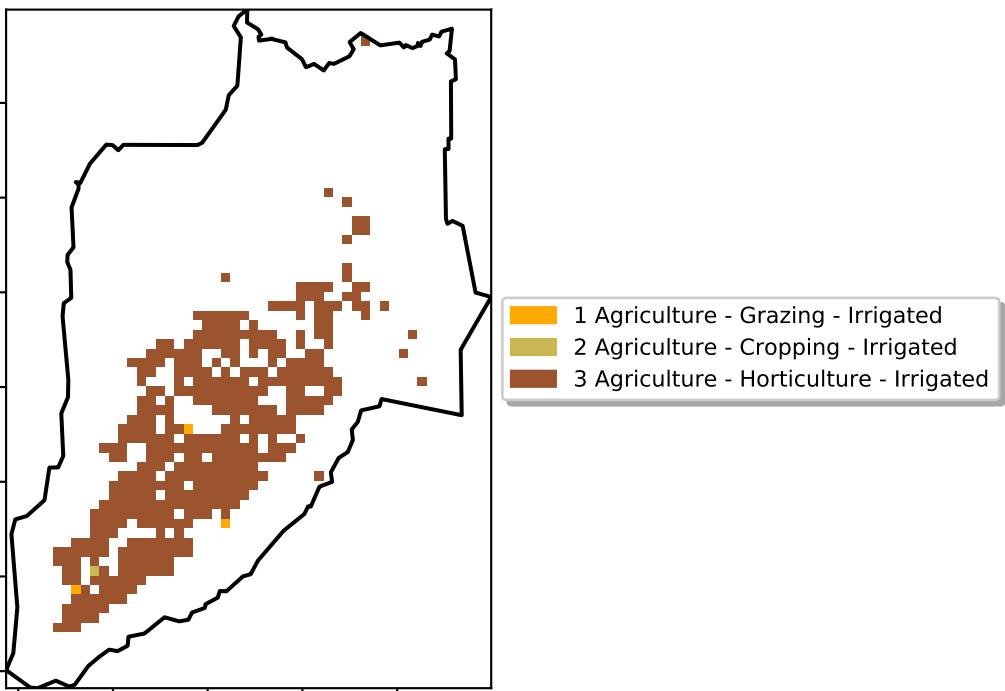 1 Agriculture - Grazing - Irrigated
2 Agriculture - Cropping - Irrigated
3 Agriculture - Horticulture - Irrigated